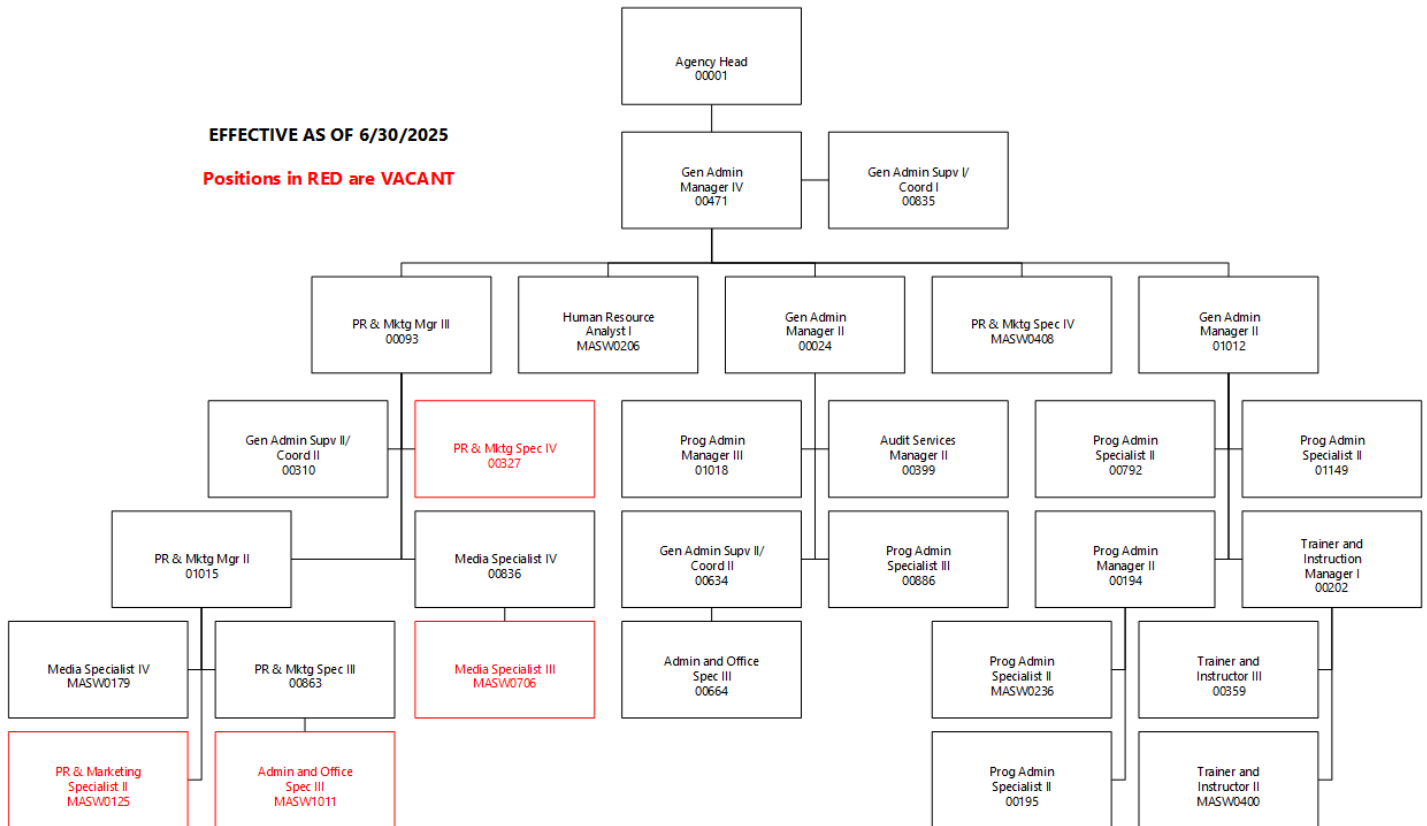 Agency Head
00001
EFFECTIVE AS OF 6/30/2025
Positions in RED are VACANT
Gen Admin
Manager IV
00471
Gen Admin Supv I/
Coord I
00835
PR & Mktg Mgr III
00093
Human Resource
Analyst I
MASW0206
Gen Admin
Manager II
00024
PR & Mktg Spec IV
MASW0408
Gen Admin
Manager II
01012
Gen Admin Supv II/
Coord II
00310
PR & Mktg Spec IV
00327
Prog Admin
Manager III
01018
Audit Services
Manager II
00399
Prog Admin
Specialist II
00792
Prog Admin
Specialist II
01149
PR & Mktg Mgr II
01015
Media Specialist IV
00836
Gen Admin Supv II/
Coord II
00634
Prog Admin
Specialist III
00886
Prog Admin
Manager II
00194
Trainer and
Instruction
Manager I
00202
Media Specialist IV
MASW0179
PR & Mktg Spec III
00863
Media Specialist III
MASW0706
Admin and Office
Spec III
00664
Prog Admin
Specialist II
MASW0236
Trainer and
Instructor III
00359
PR & Marketing
Specialist II
MASW0125
Admin and Office
Spec III
MASW1011
Prog Admin
Specialist II
00195
Trainer and
Instructor II
MASW0400